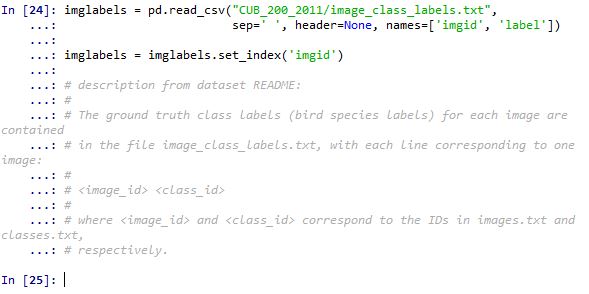 In [24]: imglabels = pd.read_csv("CUB_200_2011/image_class_labels.txt",
    ...:                         sep=' ', header=None, names=['imgid', 'label'])
    ...:
    ...: imglabels = imglabels.set_index('imgid')
    ...:
    ...: # description from dataset README:
    ...: #
    ...: # The ground truth class labels (bird species labels) for each image are
contained
    ...: # in the file image_class_labels.txt, with each line corresponding to one
image:
    ...: #
    ...: # <image_id> <class_id>
    ...: #
    ...: # where <image_id> and <class_id> correspond to the IDs in images.txt and
classes.txt,
    ...: # respectively.
In [25]: